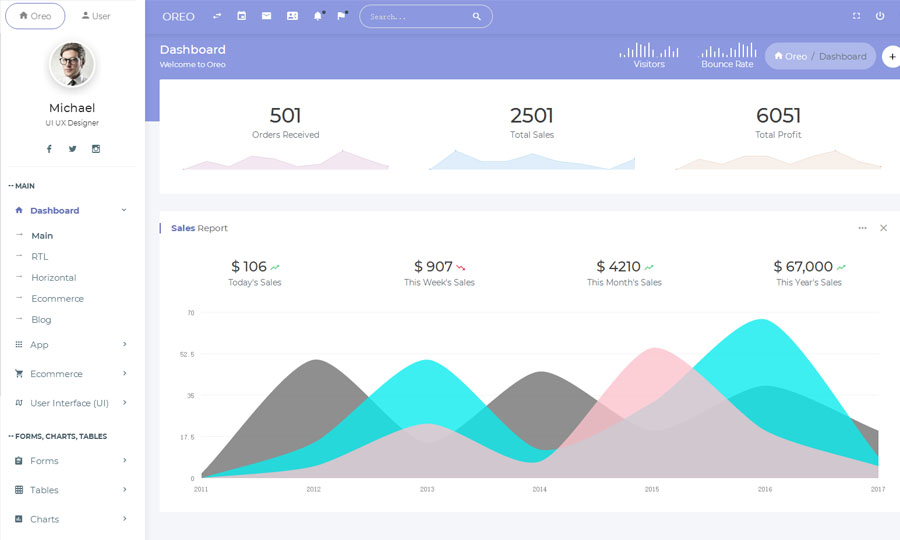 Oreo
User
OREO
Search...
Michael
UI UX Designer
Dashboard
Welcome to Oreo
Visitors
Bounce Rate
Oreo / Dashboard
+
501
Orders Received
2501
Total Sales
6051
Total Profit
-- MAIN
Dashboard
Main
RTL
Horizontal
Ecommerce
Blog
App
Ecommerce
User Interface (UI)
-- FORMS, CHARTS, TABLES
Forms
Tables
Charts
Sales Report
$ 106
Today's Sales
$ 907
This Week's Sales
$ 4210
This Month's Sales
$ 67,000
This Year's Sales
70
52.5
35
17.5
0
2011 2012 2013 2014 2015 2016 2017